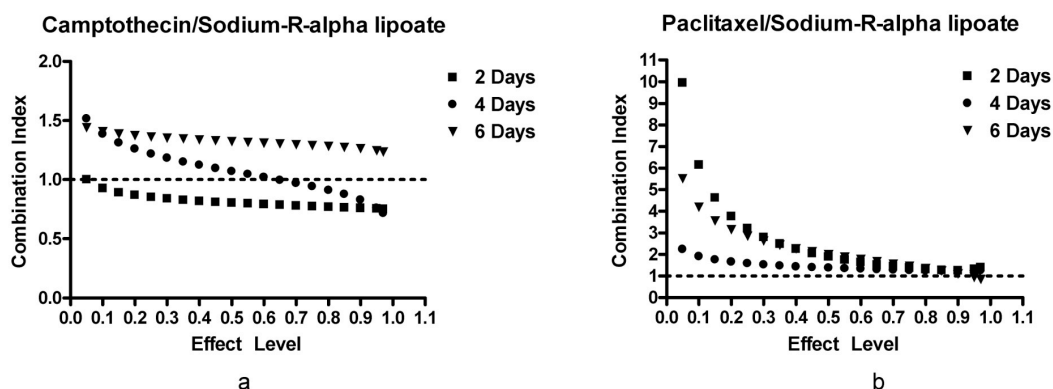 Camptothecin/Sodium-R-alpha lipoate
2.0
1.5
1.0
0.5
0.0
Combination Index
0.0 0.1 0.2 0.3 0.4 0.5 0.6 0.7 0.8 0.9 1.0 1.1
Effect Level
2 Days
4 Days
6 Days
a
Paclitaxel/Sodium-R-alpha lipoate
11
10
9
8
7
6
5
4
3
2
1
0
Combination Index
0.0 0.1 0.2 0.3 0.4 0.5 0.6 0.7 0.8 0.9 1.0 1.1
Effect Level
2 Days
4 Days
6 Days
b